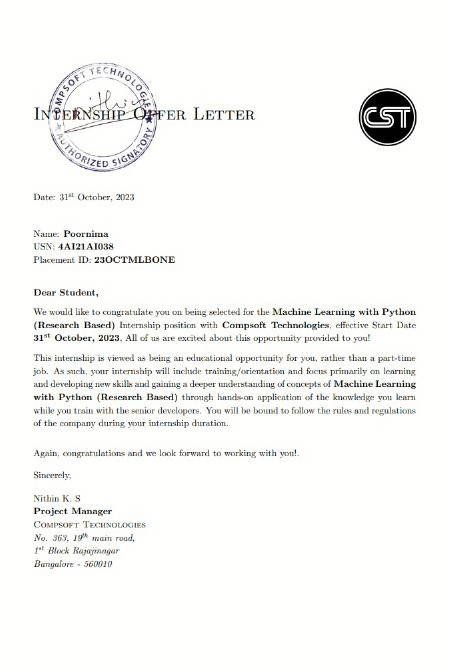 COMPSOFT TECHNOLOGIES
AUTHORIZED SIGNATORY
Nithin
INTERNSHIP OFFER LETTER
CST
Date: 31st October, 2023
Name: Poornima
USN: 4AI21AI038
Placement ID: 23OCTMLBONE
Dear Student,
We would like to congratulate you on being selected for the Machine Learning with Python
(Research Based) Internship position with Compsoft Technologies, effective Start Date
31st October, 2023, All of us are excited about this opportunity provided to you!
This internship is viewed as being an educational opportunity for you, rather than a part-time
job. As such, your internship will include training/orientation and focus primarily on learning
and developing new skills and gaining a deeper understanding of concepts of Machine Learning
with Python (Research Based) through hands-on application of the knowledge you learn
while you train with the senior developers. You will be bound to follow the rules and regulations
of the company during your internship duration.
Again, congratulations and we look forward to working with you!.
Sincerely,
Nithin K. S
Project Manager
COMPSOFT TECHNOLOGIES
No. 363, 19th main road,
1st Block Rajajinagar
Bangalore - 560010